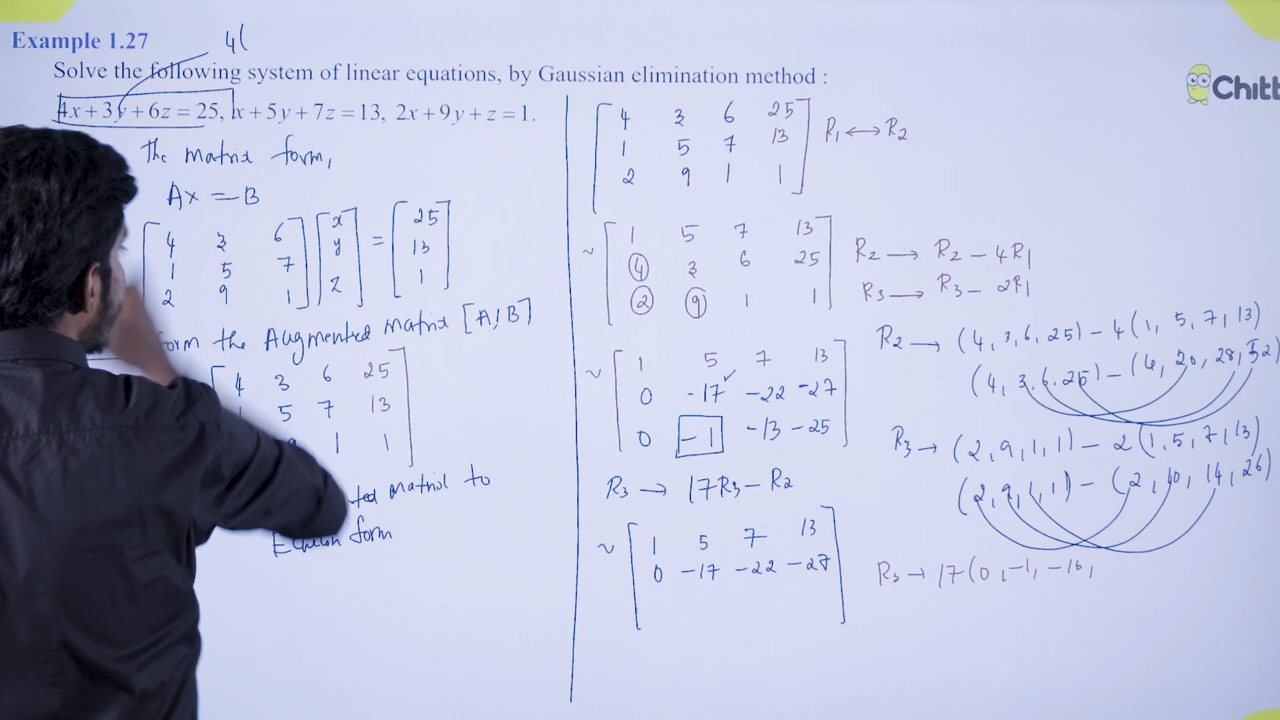 Example 1.27
4(
Solve the following system of linear equations, by Gaussian elimination method :
4x + 3y + 6z = 25, x + 5y + 7z = 13, 2x + 9y + z = 1.
Chitt
The matrix form,
AX = B
4 3 6 x = 25
1 5 7 y 13
2 9 1 z 1
form the Augmented Matrix [A/B]
4 3 6 25
5 7 13
1 1
matrix to
Echelon form
4 3 6 25
1 5 7 13 R1 ↔ R2
2 9 1 1
~ 1 5 7 13
4 3 6 25 R2 → R2 - 4R1
2 9 1 1 R3 → R3 - 2R1
~ 1 5 7 13
0 -17 -22 -27
0 -1 -13 -25
R3 → 17R3 - R2
~ 1 5 7 13
0 -17 -22 -27
R2 → (4, 3, 6, 25) - 4(1, 5, 7, 13)
(4, 3, 6, 25) - (4, 20, 28, 52)
R3 → (2, 9, 1, 1) - 2(1, 5, 7, 13)
(2, 9, 1, 1) - (2, 10, 14, 26)
R3 → 17(0, -1, -13,